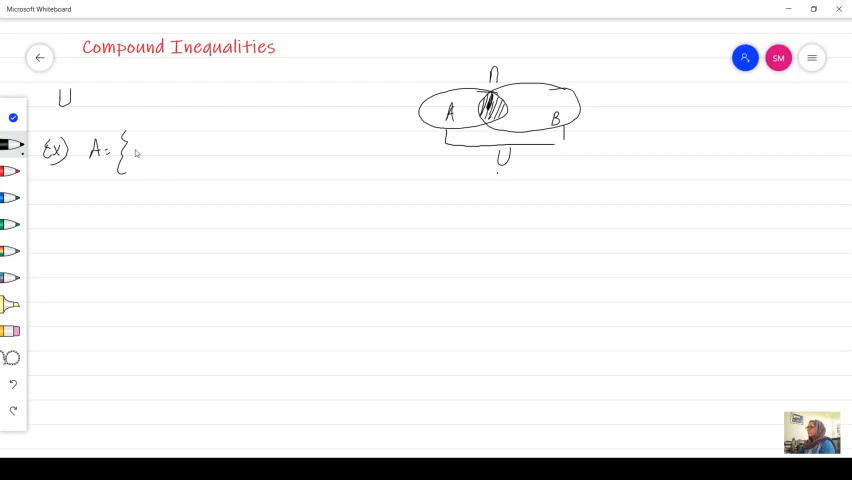 Microsoft Whiteboard
Compound Inequalities
SM
∩
U
A
B
Ex) A = {
U